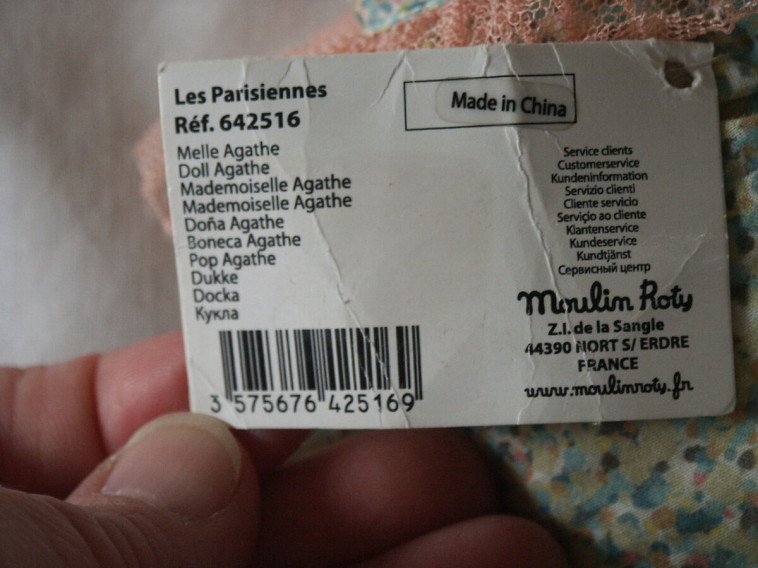 Les Parisiennes
Réf. 642516
Melle Agathe
Doll Agathe
Mademoiselle Agathe
Mademoiselle Agathe
Doña Agathe
Boneca Agathe
Pop Agathe
Dukke
Docka
Кукла
3 575676 425169
Made in China
Service clients
Customerservice
Kundeninformation
Servizio clienti
Cliente servicio
Serviçio ao cliente
Klantenservice
Kundeservice
Kundtjänst
Сервисный центр
Moulin Roty
Z.I. de la Sangle
44390 NORT S/ ERDRE
FRANCE
www.moulinroty.fr